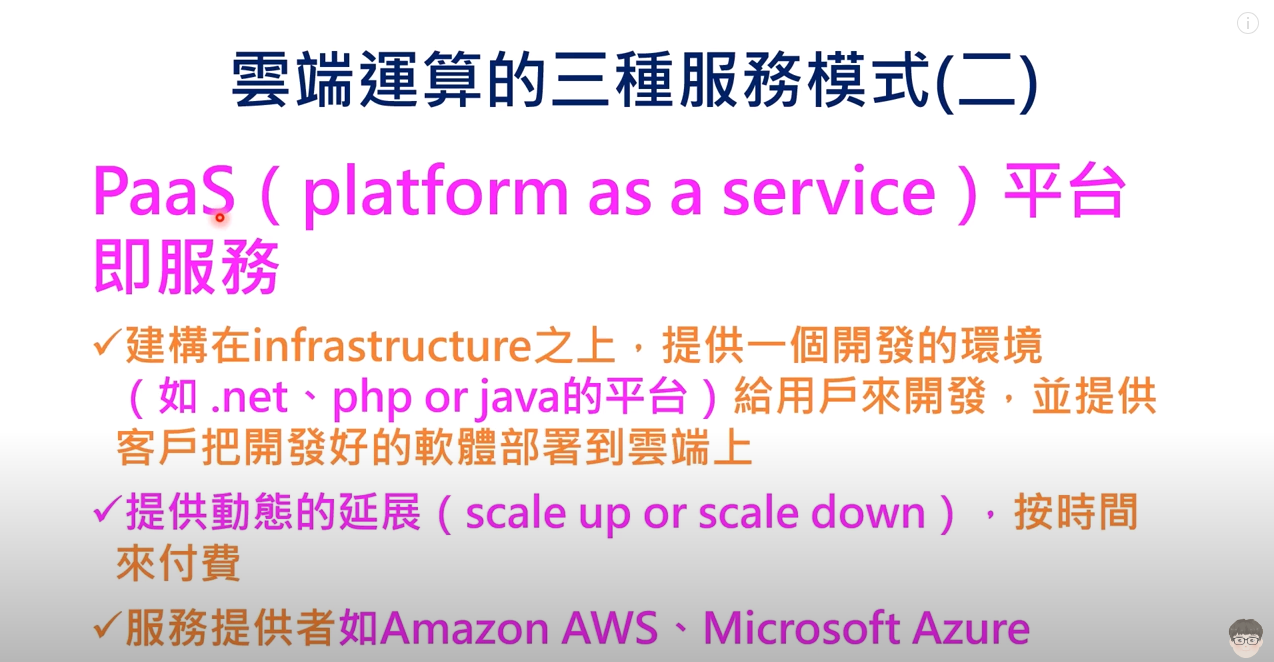 雲端運算的三種服務模式(二)
PaaS（platform as a service）平台
即服務
✓建構在infrastructure之上，提供一個開發的環境
（如 .net、php or java的平台）給用戶來開發，並提供
客戶把開發好的軟體部署到雲端上
✓提供動態的延展（scale up or scale down），按時間
來付費
✓服務提供者如Amazon AWS、Microsoft Azure